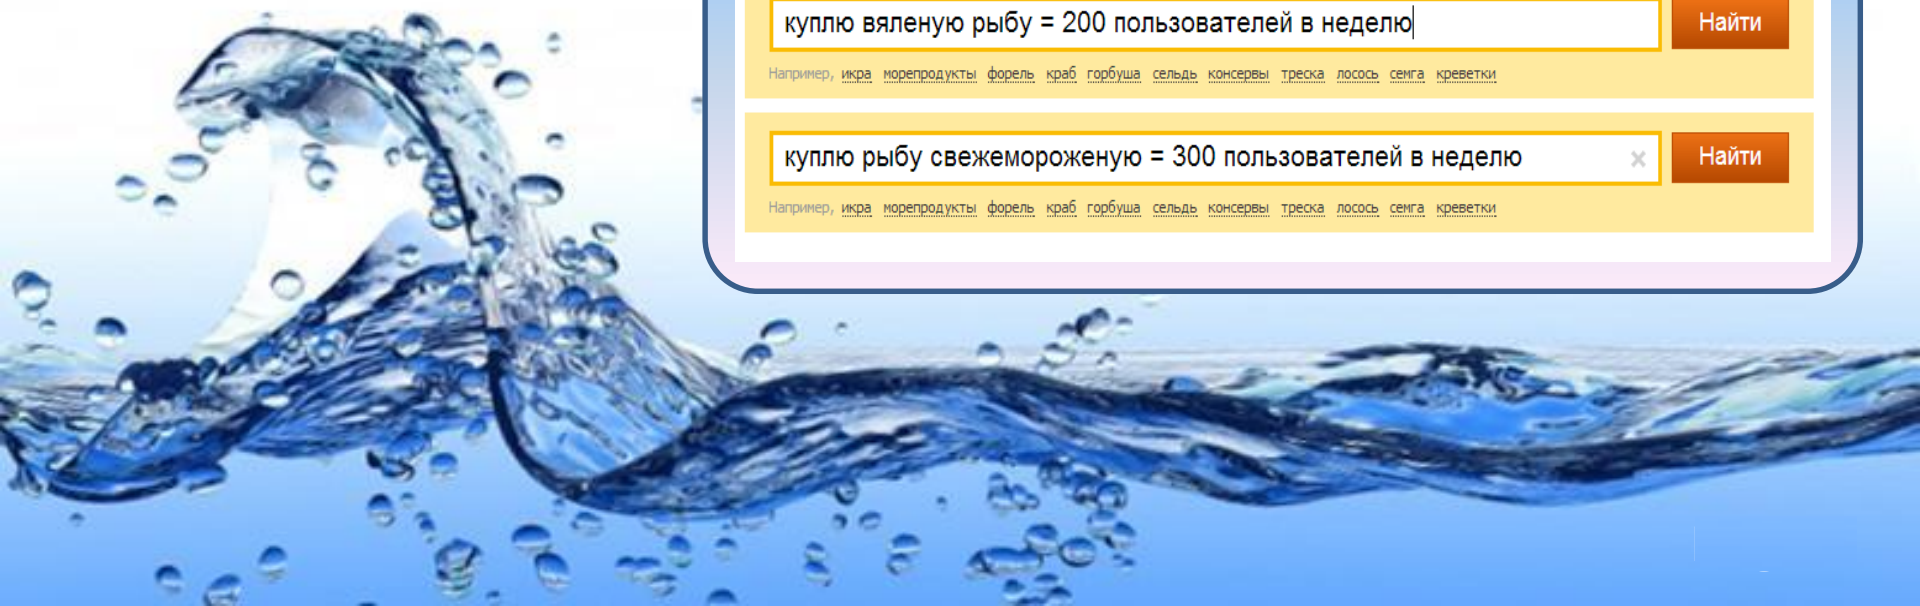 куплю вяленую рыбу = 200 пользователей в неделю Найти
Например, икра морепродукты форель краб горбуша сельдь консервы треска лосось семга креветки
куплю рыбу свежемороженую = 300 пользователей в неделю × Найти
Например, икра морепродукты форель краб горбуша сельдь консервы треска лосось семга креветки